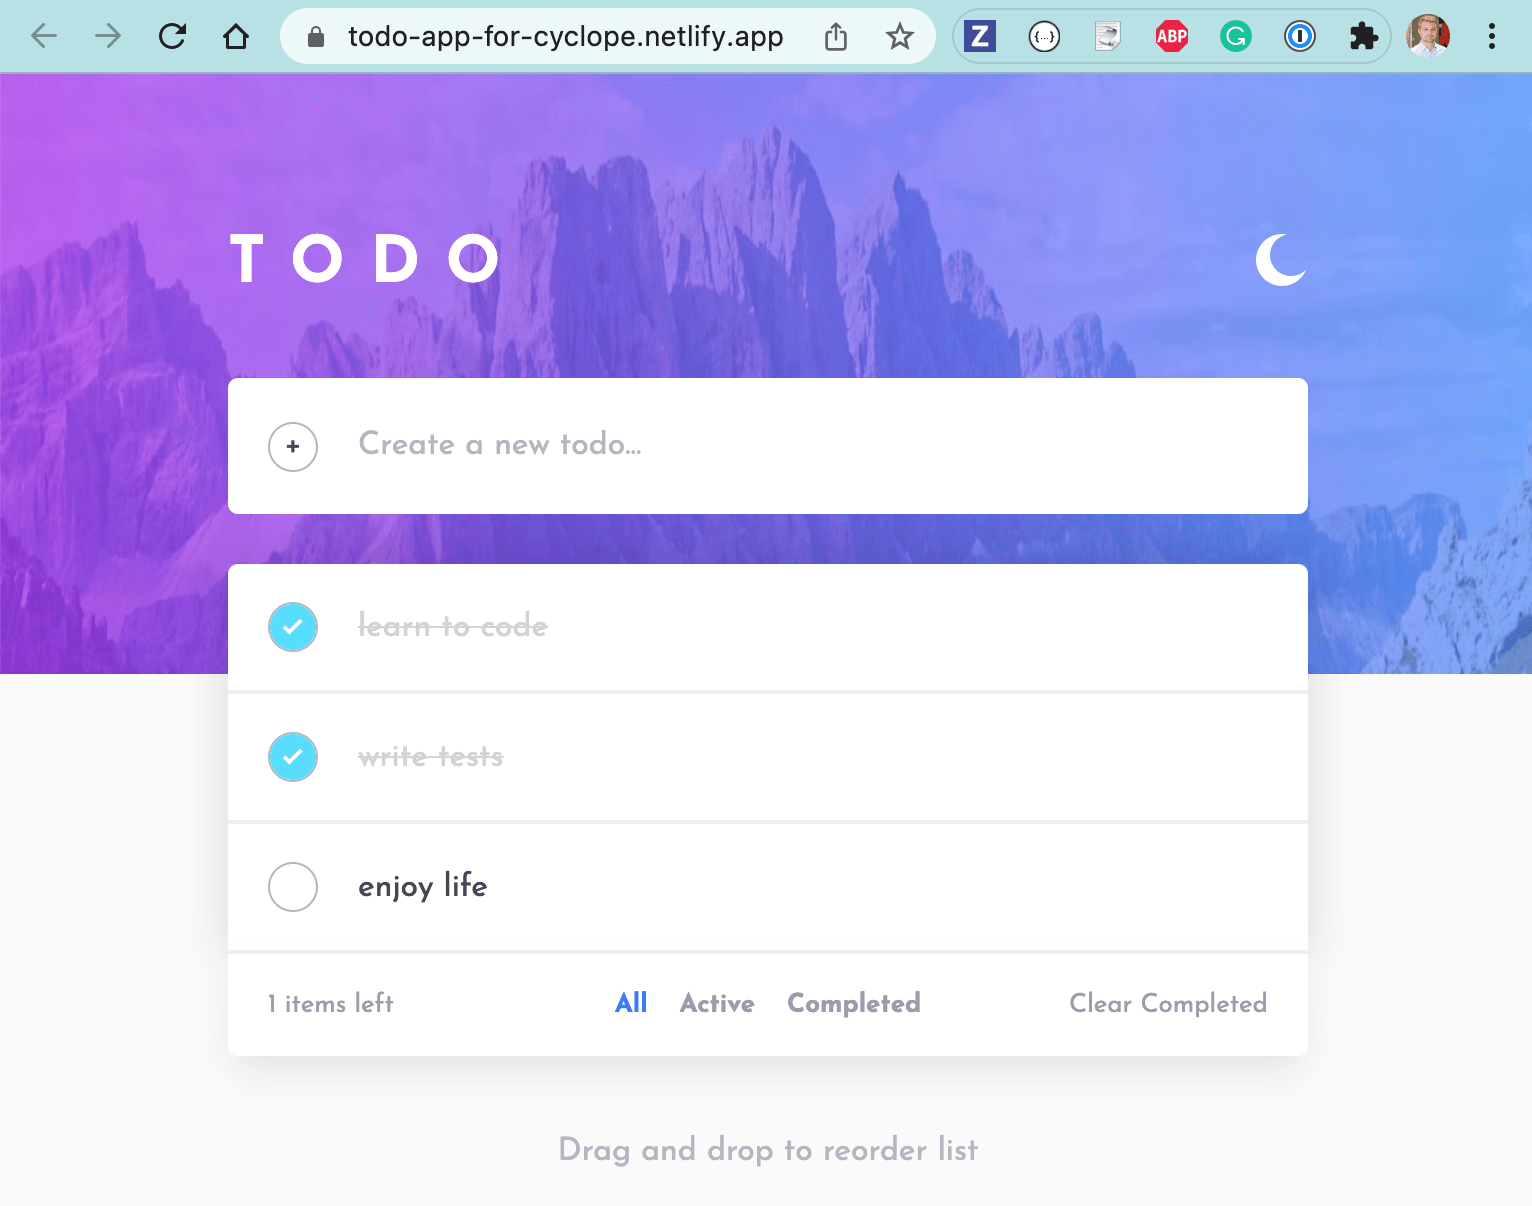 todo-app-for-cyclope.netlify.app
Z
{...}
ABP
G
TODO
+ Create a new todo...
learn to code
write tests
enjoy life
1 items left All Active Completed Clear Completed
Drag and drop to reorder list